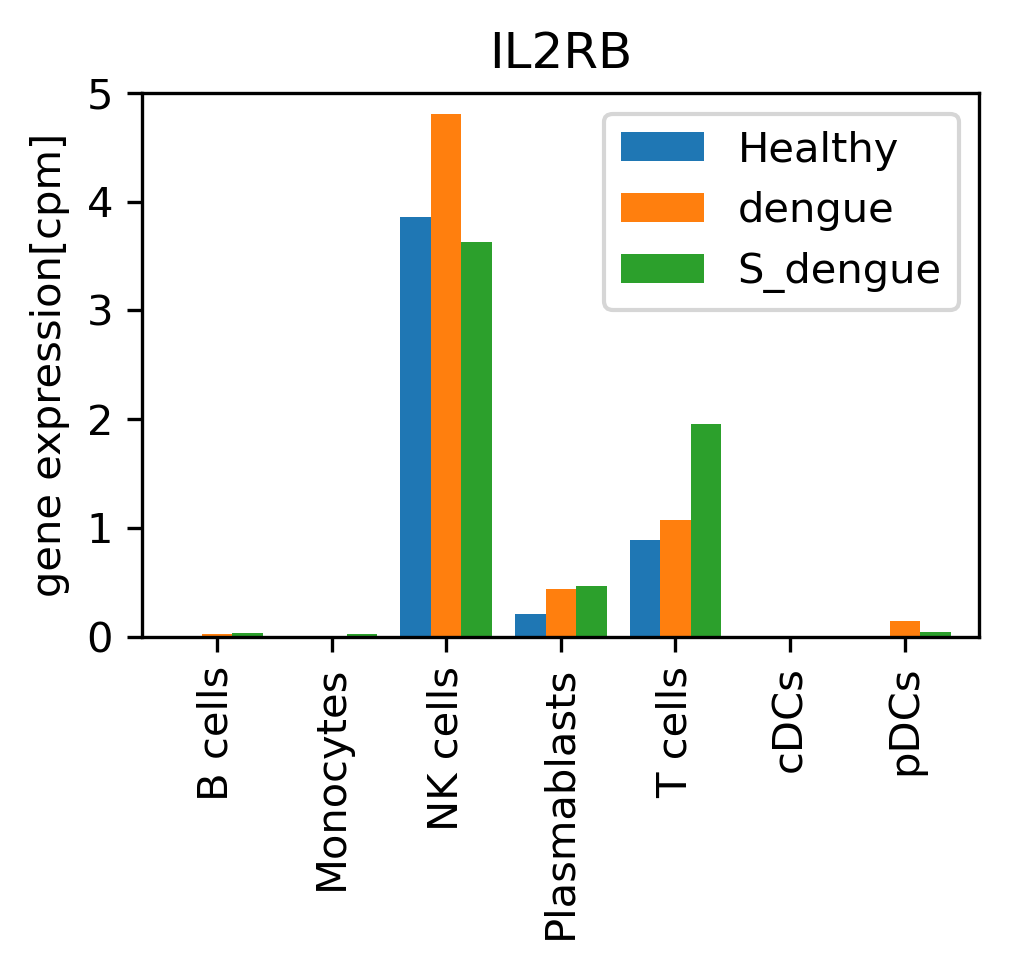 IL2RB
gene expression[cpm]
5
4
3
2
1
0
Healthy
dengue
S_dengue
B cells
Monocytes
NK cells
Plasmablasts
T cells
cDCs
pDCs